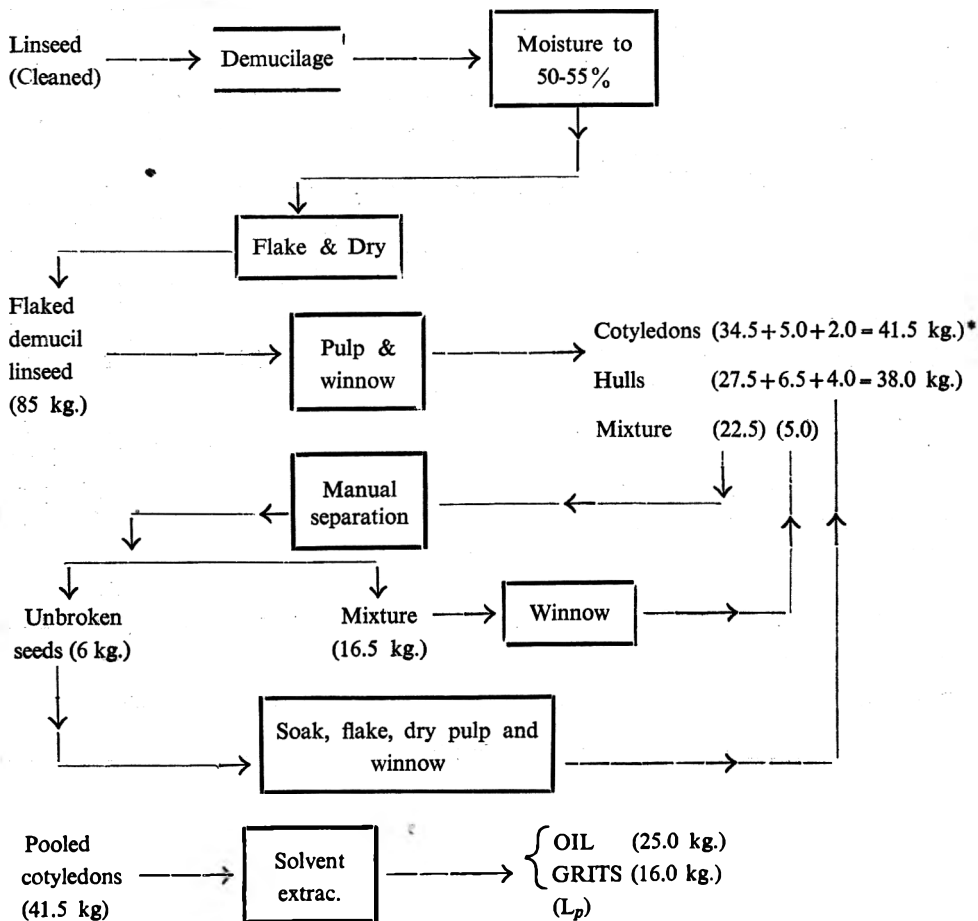 Linseed
(Cleaned)
Demucilage
Moisture to
50-55%
Flake & Dry
Flaked
demucil
linseed
(85 kg.)
Pulp &
winnow
Cotyledons (34.5+5.0+2.0=41.5 kg.)*
Hulls (27.5+6.5+4.0=38.0 kg.)
Mixture (22.5) (5.0)
Manual
separation
Unbroken
seeds (6 kg.)
Mixture
(16.5 kg.)
Winnow
Soak, flake, dry pulp and
winnow
Pooled
cotyledons
(41.5 kg)
Solvent
extrac.
OIL (25.0 kg.)
GRITS (16.0 kg.)
(Lp)